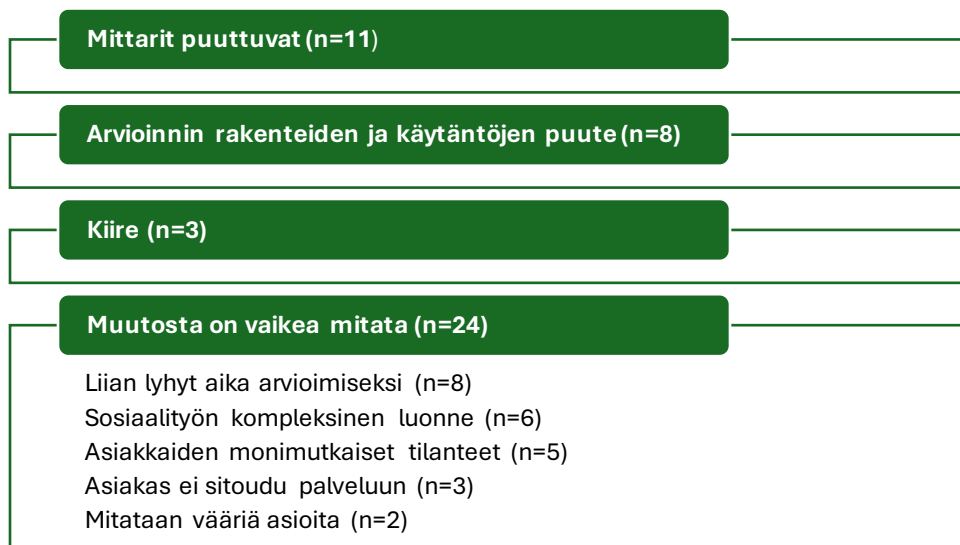 Mittarit puuttuvat (n=11)
Arvioinnin rakenteiden ja käytäntöjen puute (n=8)
Kiire (n=3)
Muutosta on vaikea mitata (n=24)
Liian lyhyt aika arvioimiseksi (n=8)
Sosiaalityön kompleksinen luonne (n=6)
Asiakkaiden monimutkaiset tilanteet (n=5)
Asiakas ei sitoudu palveluun (n=3)
Mitataan vääriä asioita (n=2)